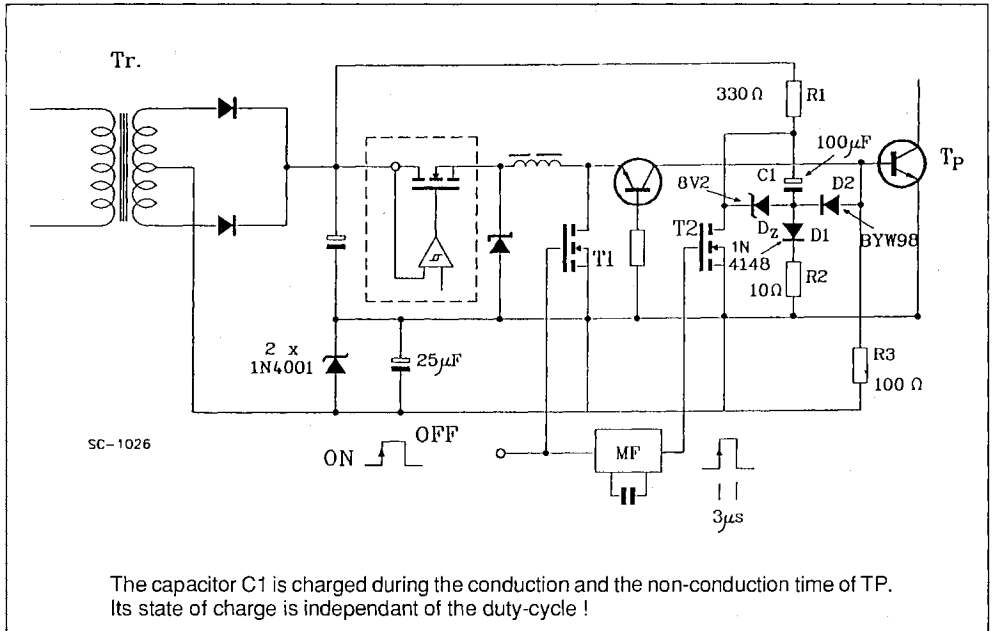 Tr.
330 Ω
R1
100µF
C1
D2
TP
8V2
Dz
D1
BYW98
T1
T2
1N
4148
10Ω
R2
2 x
1N4001
25µF
R3
100 Ω
SC-1026
OFF
ON
MF
3µs
The capacitor C1 is charged during the conduction and the non-conduction time of TP.
Its state of charge is independant of the duty-cycle !